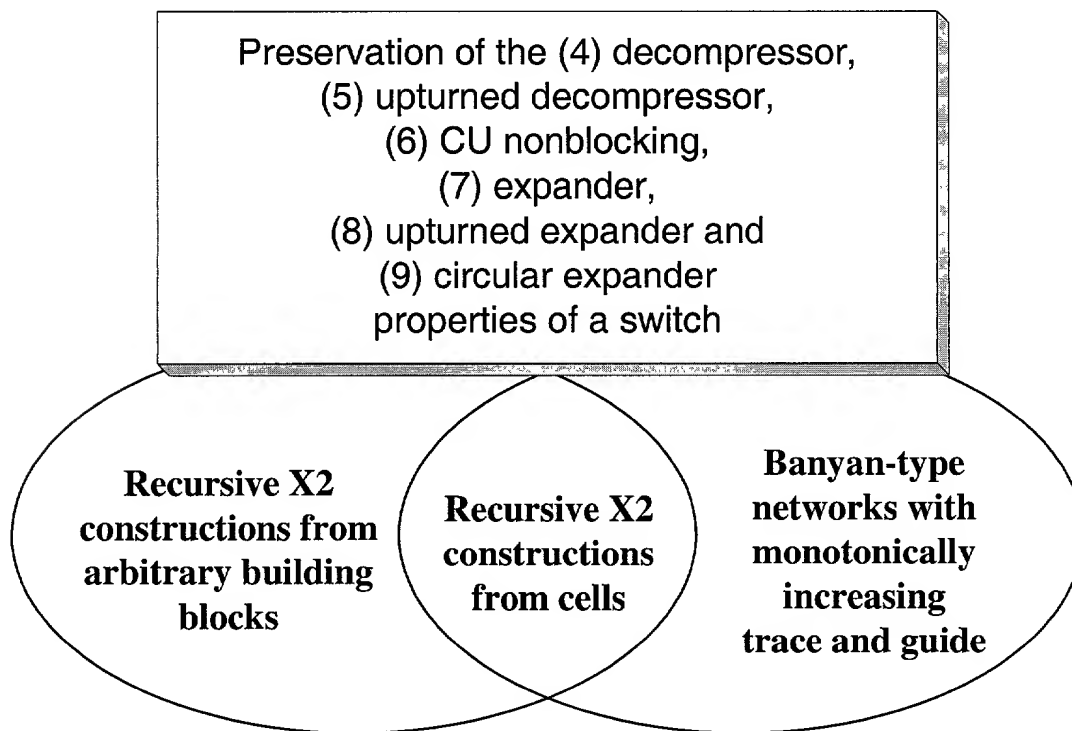 Preservation of the (4) decompressor,
(5) upturned decompressor,
(6) CU nonblocking,
(7) expander,
(8) upturned expander and
(9) circular expander
properties of a switch
Recursive X2
constructions from
arbitrary building
blocks
Recursive X2
constructions
from cells
Banyan-type
networks with
monotonically
increasing
trace and guide